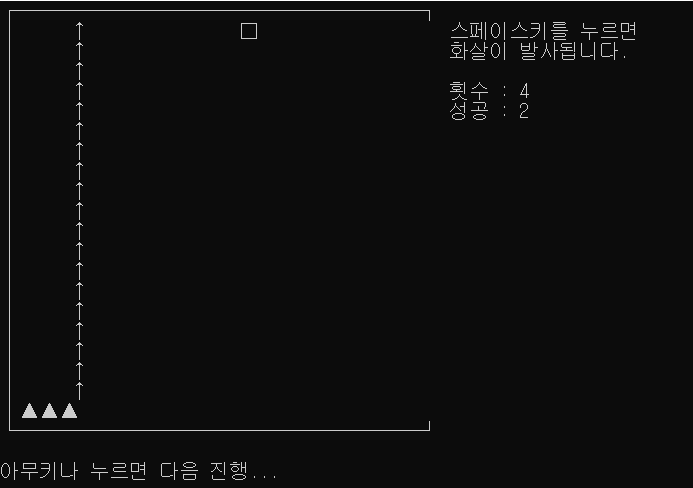 스페이스키를 누르면
화살이 발사됩니다.
횟수 : 4
성공 : 2
아무키나 누르면 다음 진행...